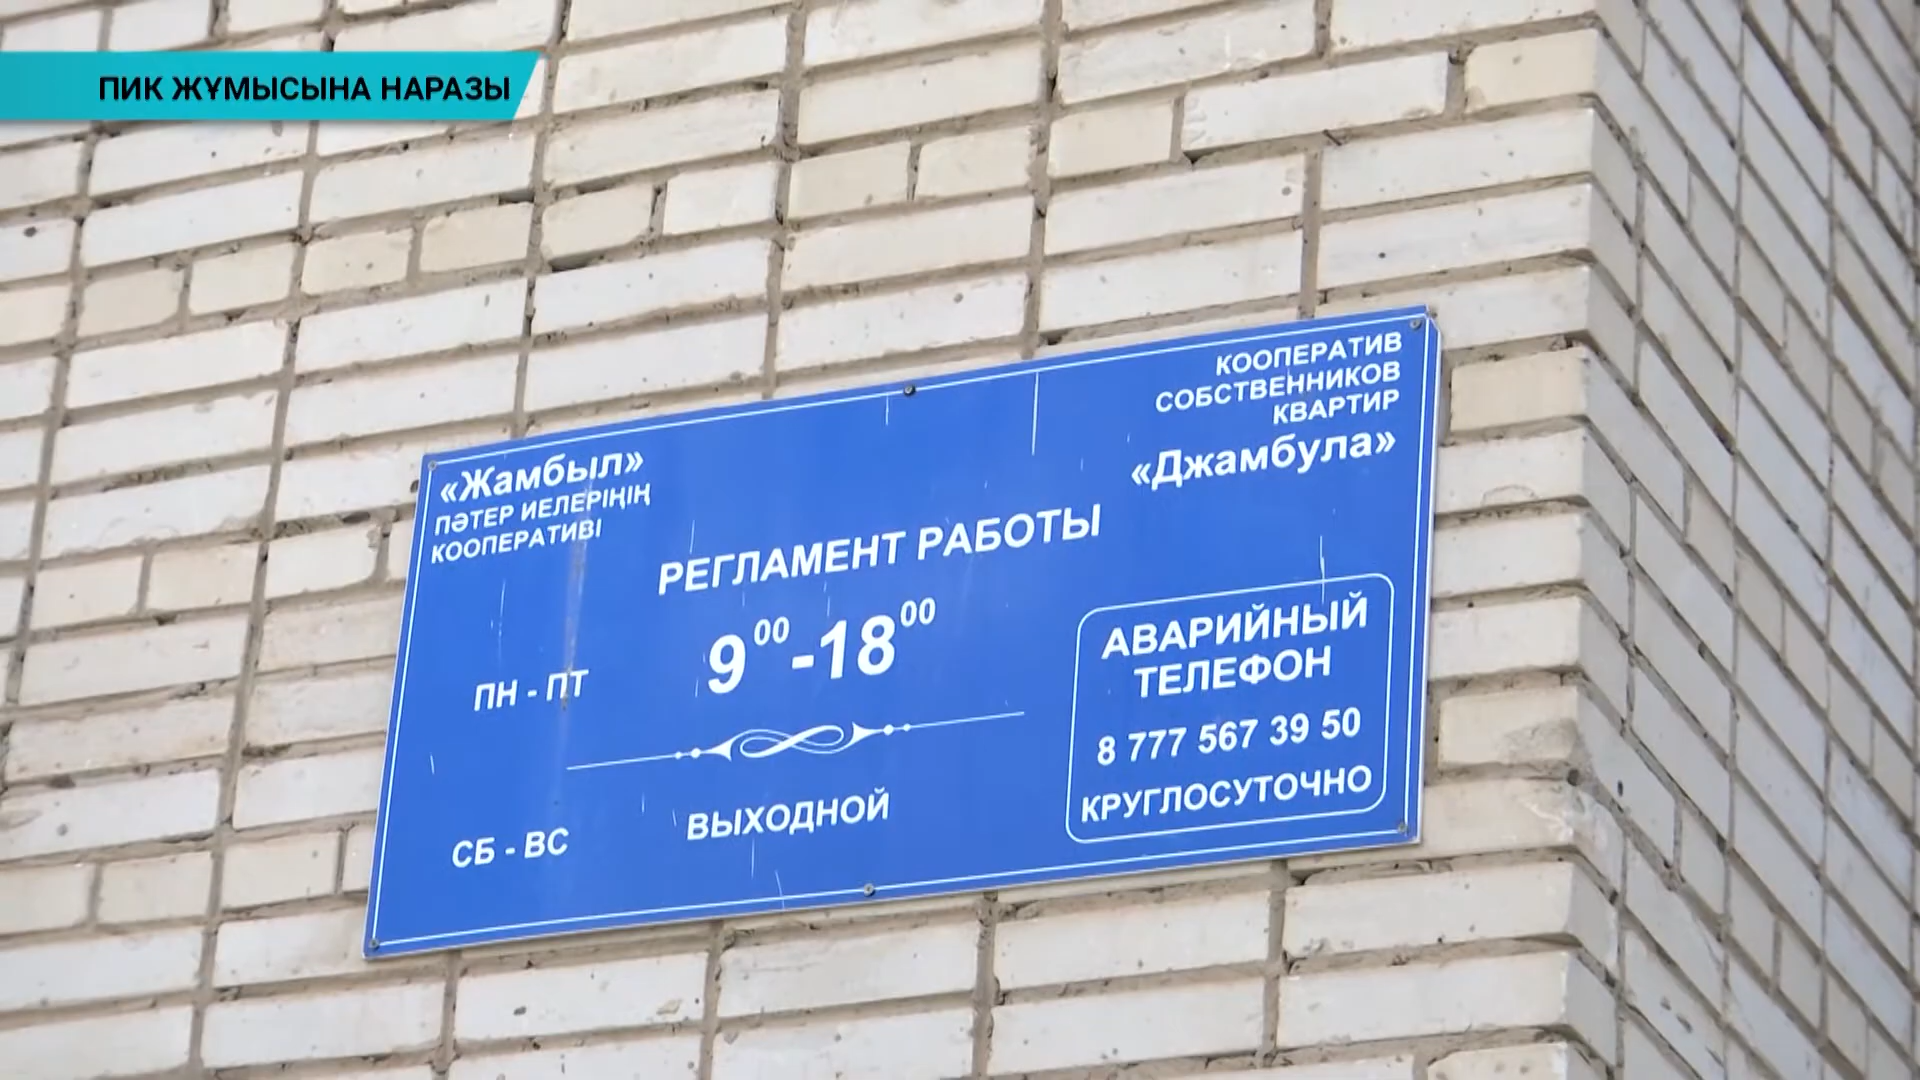 ПИК ЖҰМЫСЫНА НАРАЗЫ
«Жамбыл»
ПӘТЕР ИЕЛЕРІҢІҢ
КООПЕРАТИВІ
КООПЕРАТИВ
СОБСТВЕННИКОВ
КВАРТИР
«Джамбула»
РЕГЛАМЕНТ РАБОТЫ
ПН - ПТ
9⁰⁰-18⁰⁰
СБ - ВС
ВЫХОДНОЙ
АВАРИЙНЫЙ
ТЕЛЕФОН
8 777 567 39 50
КРУГЛОСУТОЧНО